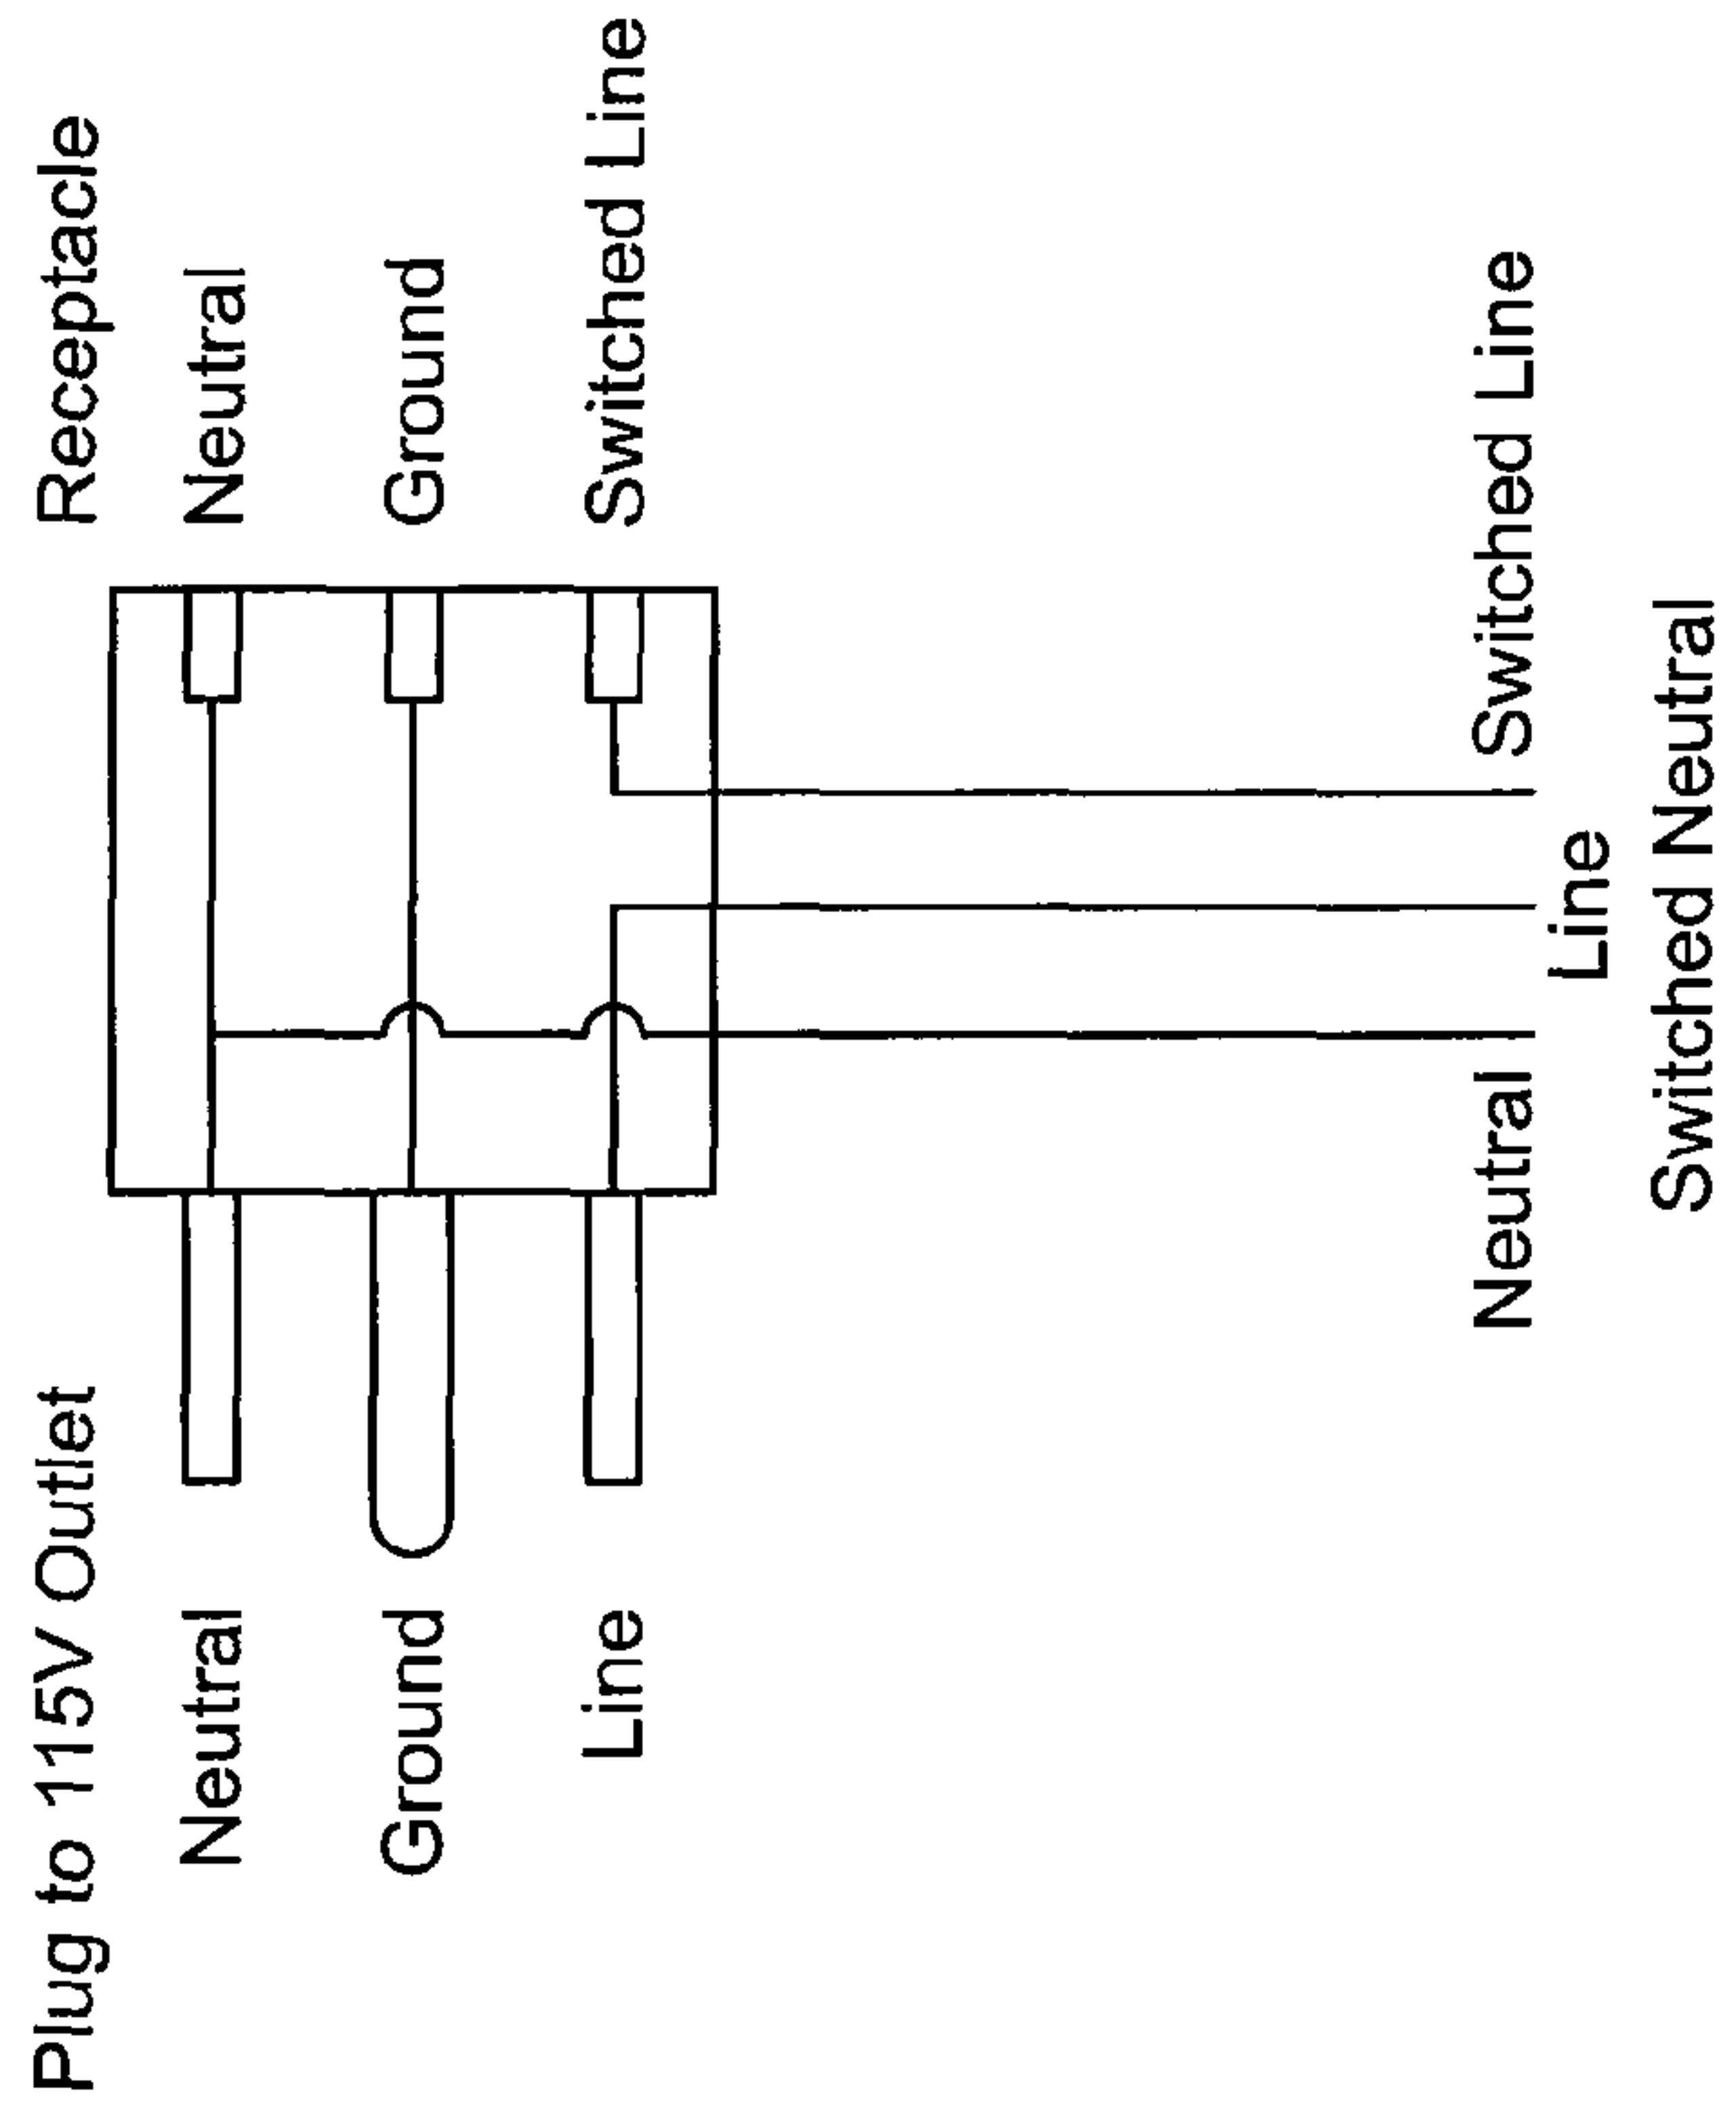 Plug to 115V Outlet
Receptacle
Neutral
Neutral
Ground
Ground
Line
Switched Line
Neutral
Switched Line
Line
Switched Neutral